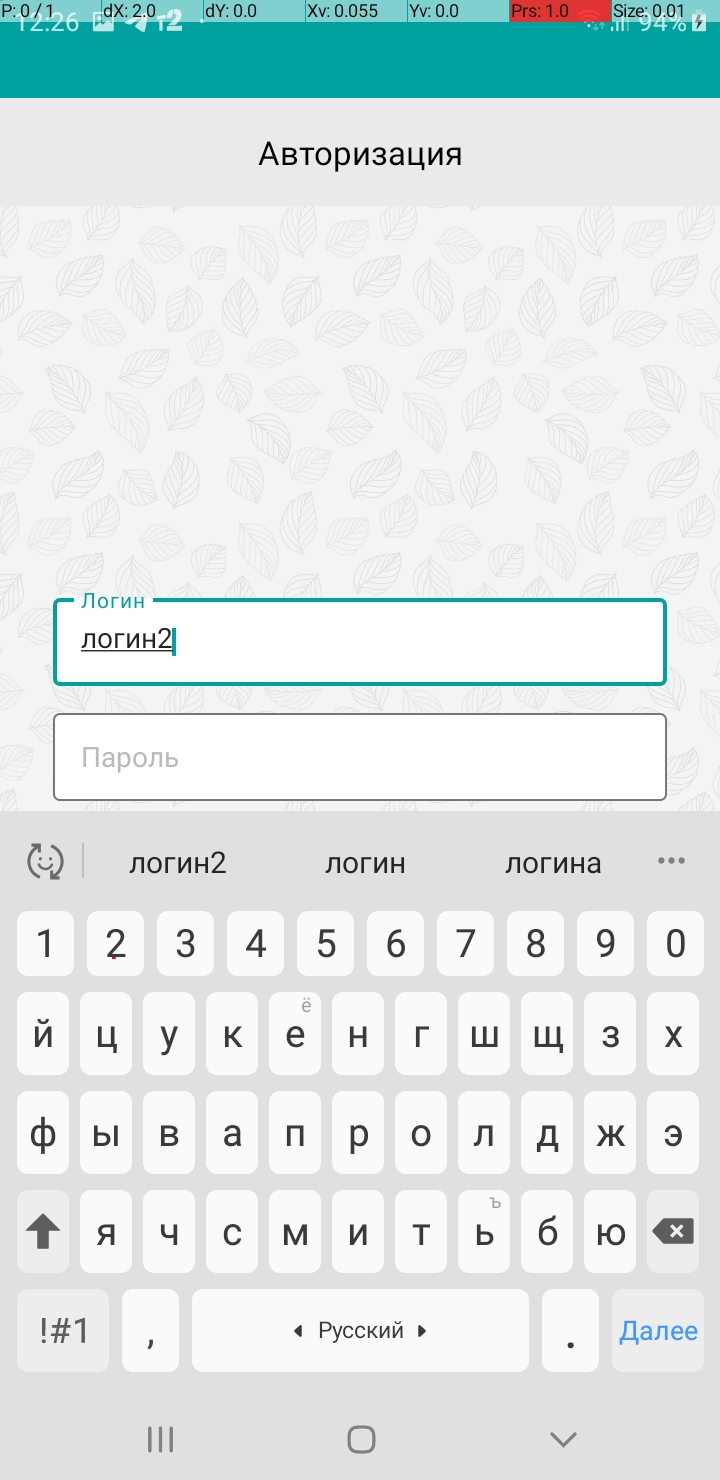 P: 0 / 1 dX: 2.0 dY: 0.0 Xv: 0.055 Yv: 0.0 Prs: 1.0 Size: 0.01
12:26 т2 94%
Авторизация
Логин
логин2
Пароль
логин2 логин логина
1 2 3 4 5 6 7 8 9 0
ё
й ц у к е н г ш щ з х
ф ы в а п р о л д ж э
ъ
я ч с м и т ь б ю
!#1 , Русский . Далее